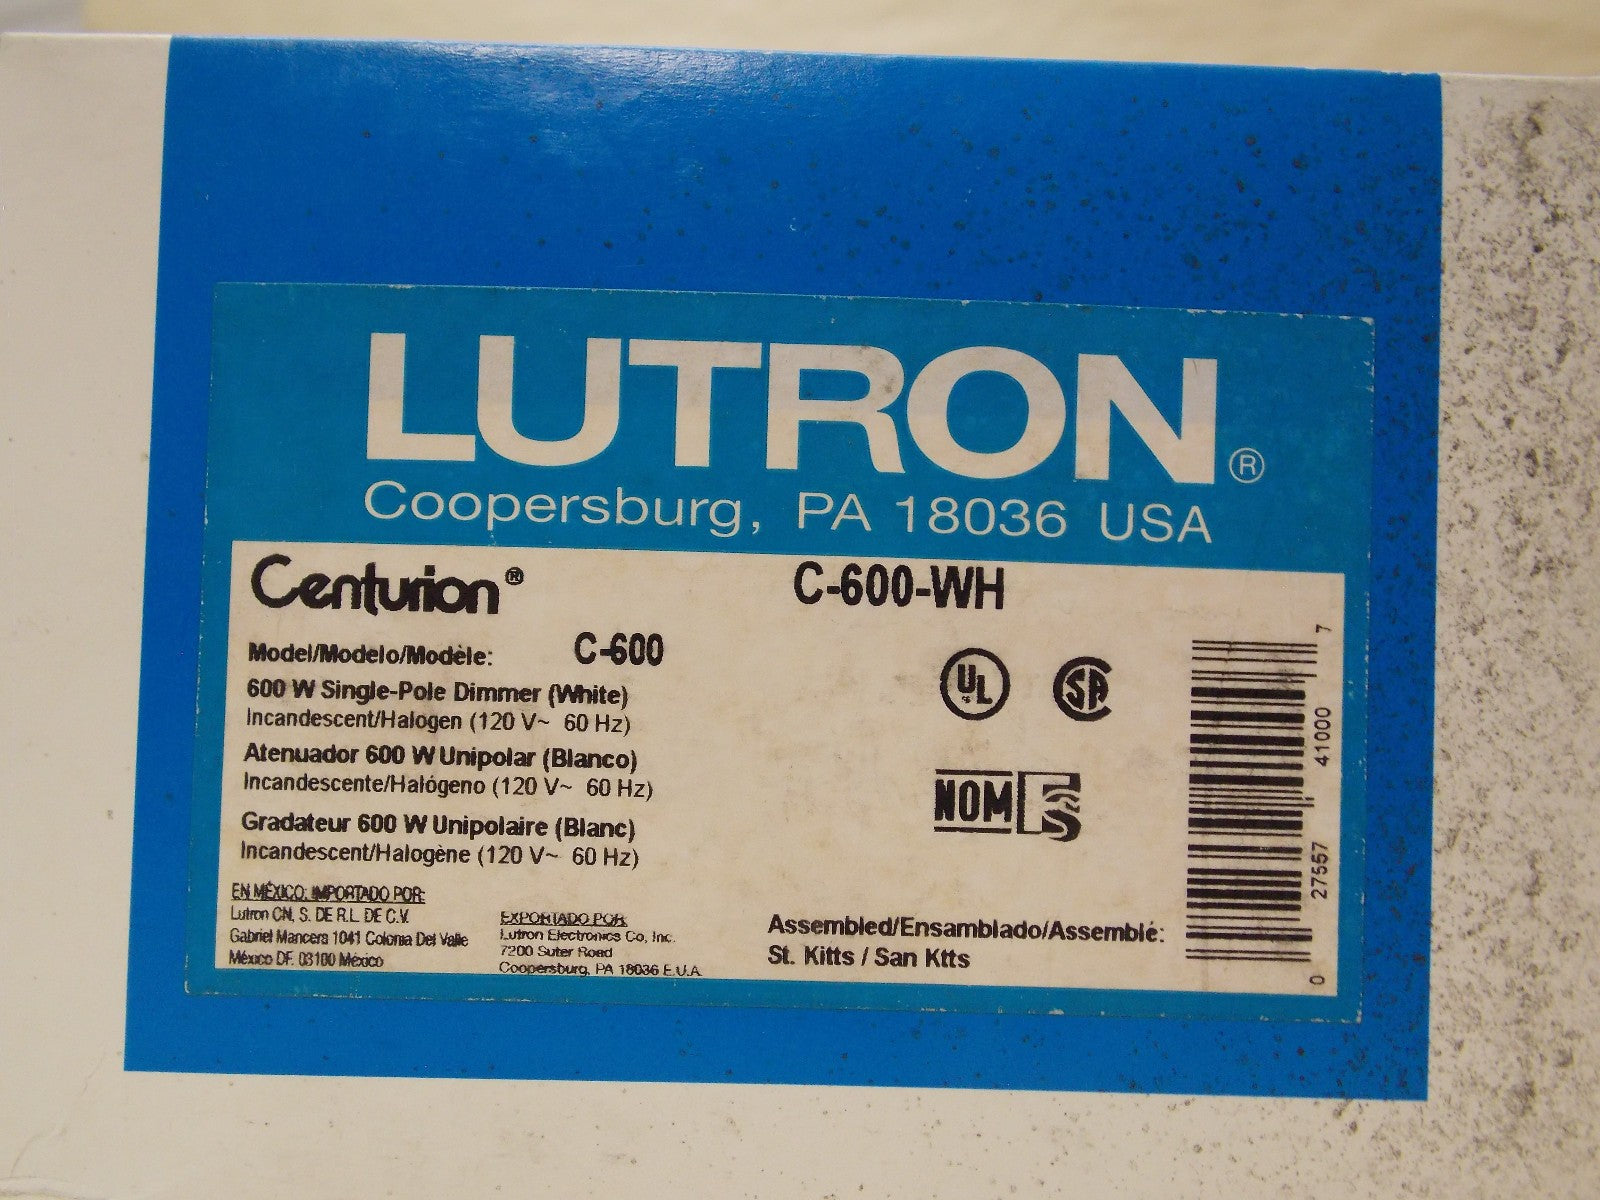 LUTRON®
Coopersburg, PA 18036 USA
Centurion®
C-600-WH
Model/Modelo/Modèle: C-600
600 W Single-Pole Dimmer (White)
Incandescent/Halogen (120 V~ 60 Hz)
Atenuador 600 W Unipolar (Blanco)
Incandescente/Halógeno (120 V~ 60 Hz)
Gradateur 600 W Unipolaire (Blanc)
Incandescent/Halogène (120 V~ 60 Hz)
EN MÉXICO: IMPORTADO POR:
Lutron CN, S. DE R.L. DE C.V.
Gabriel Mancera 1041 Colonia Del Valle
México DF. 03100 México
EXPORTADO POR:
Lutron Electronics Co, Inc.
7200 Suter Road
Coopersburg, PA 18036 E.U.A.
UL
SA
NOM
Assembled/Ensamblado/Assemblé:
St. Kitts / San Ktts
0 27557 41000 7